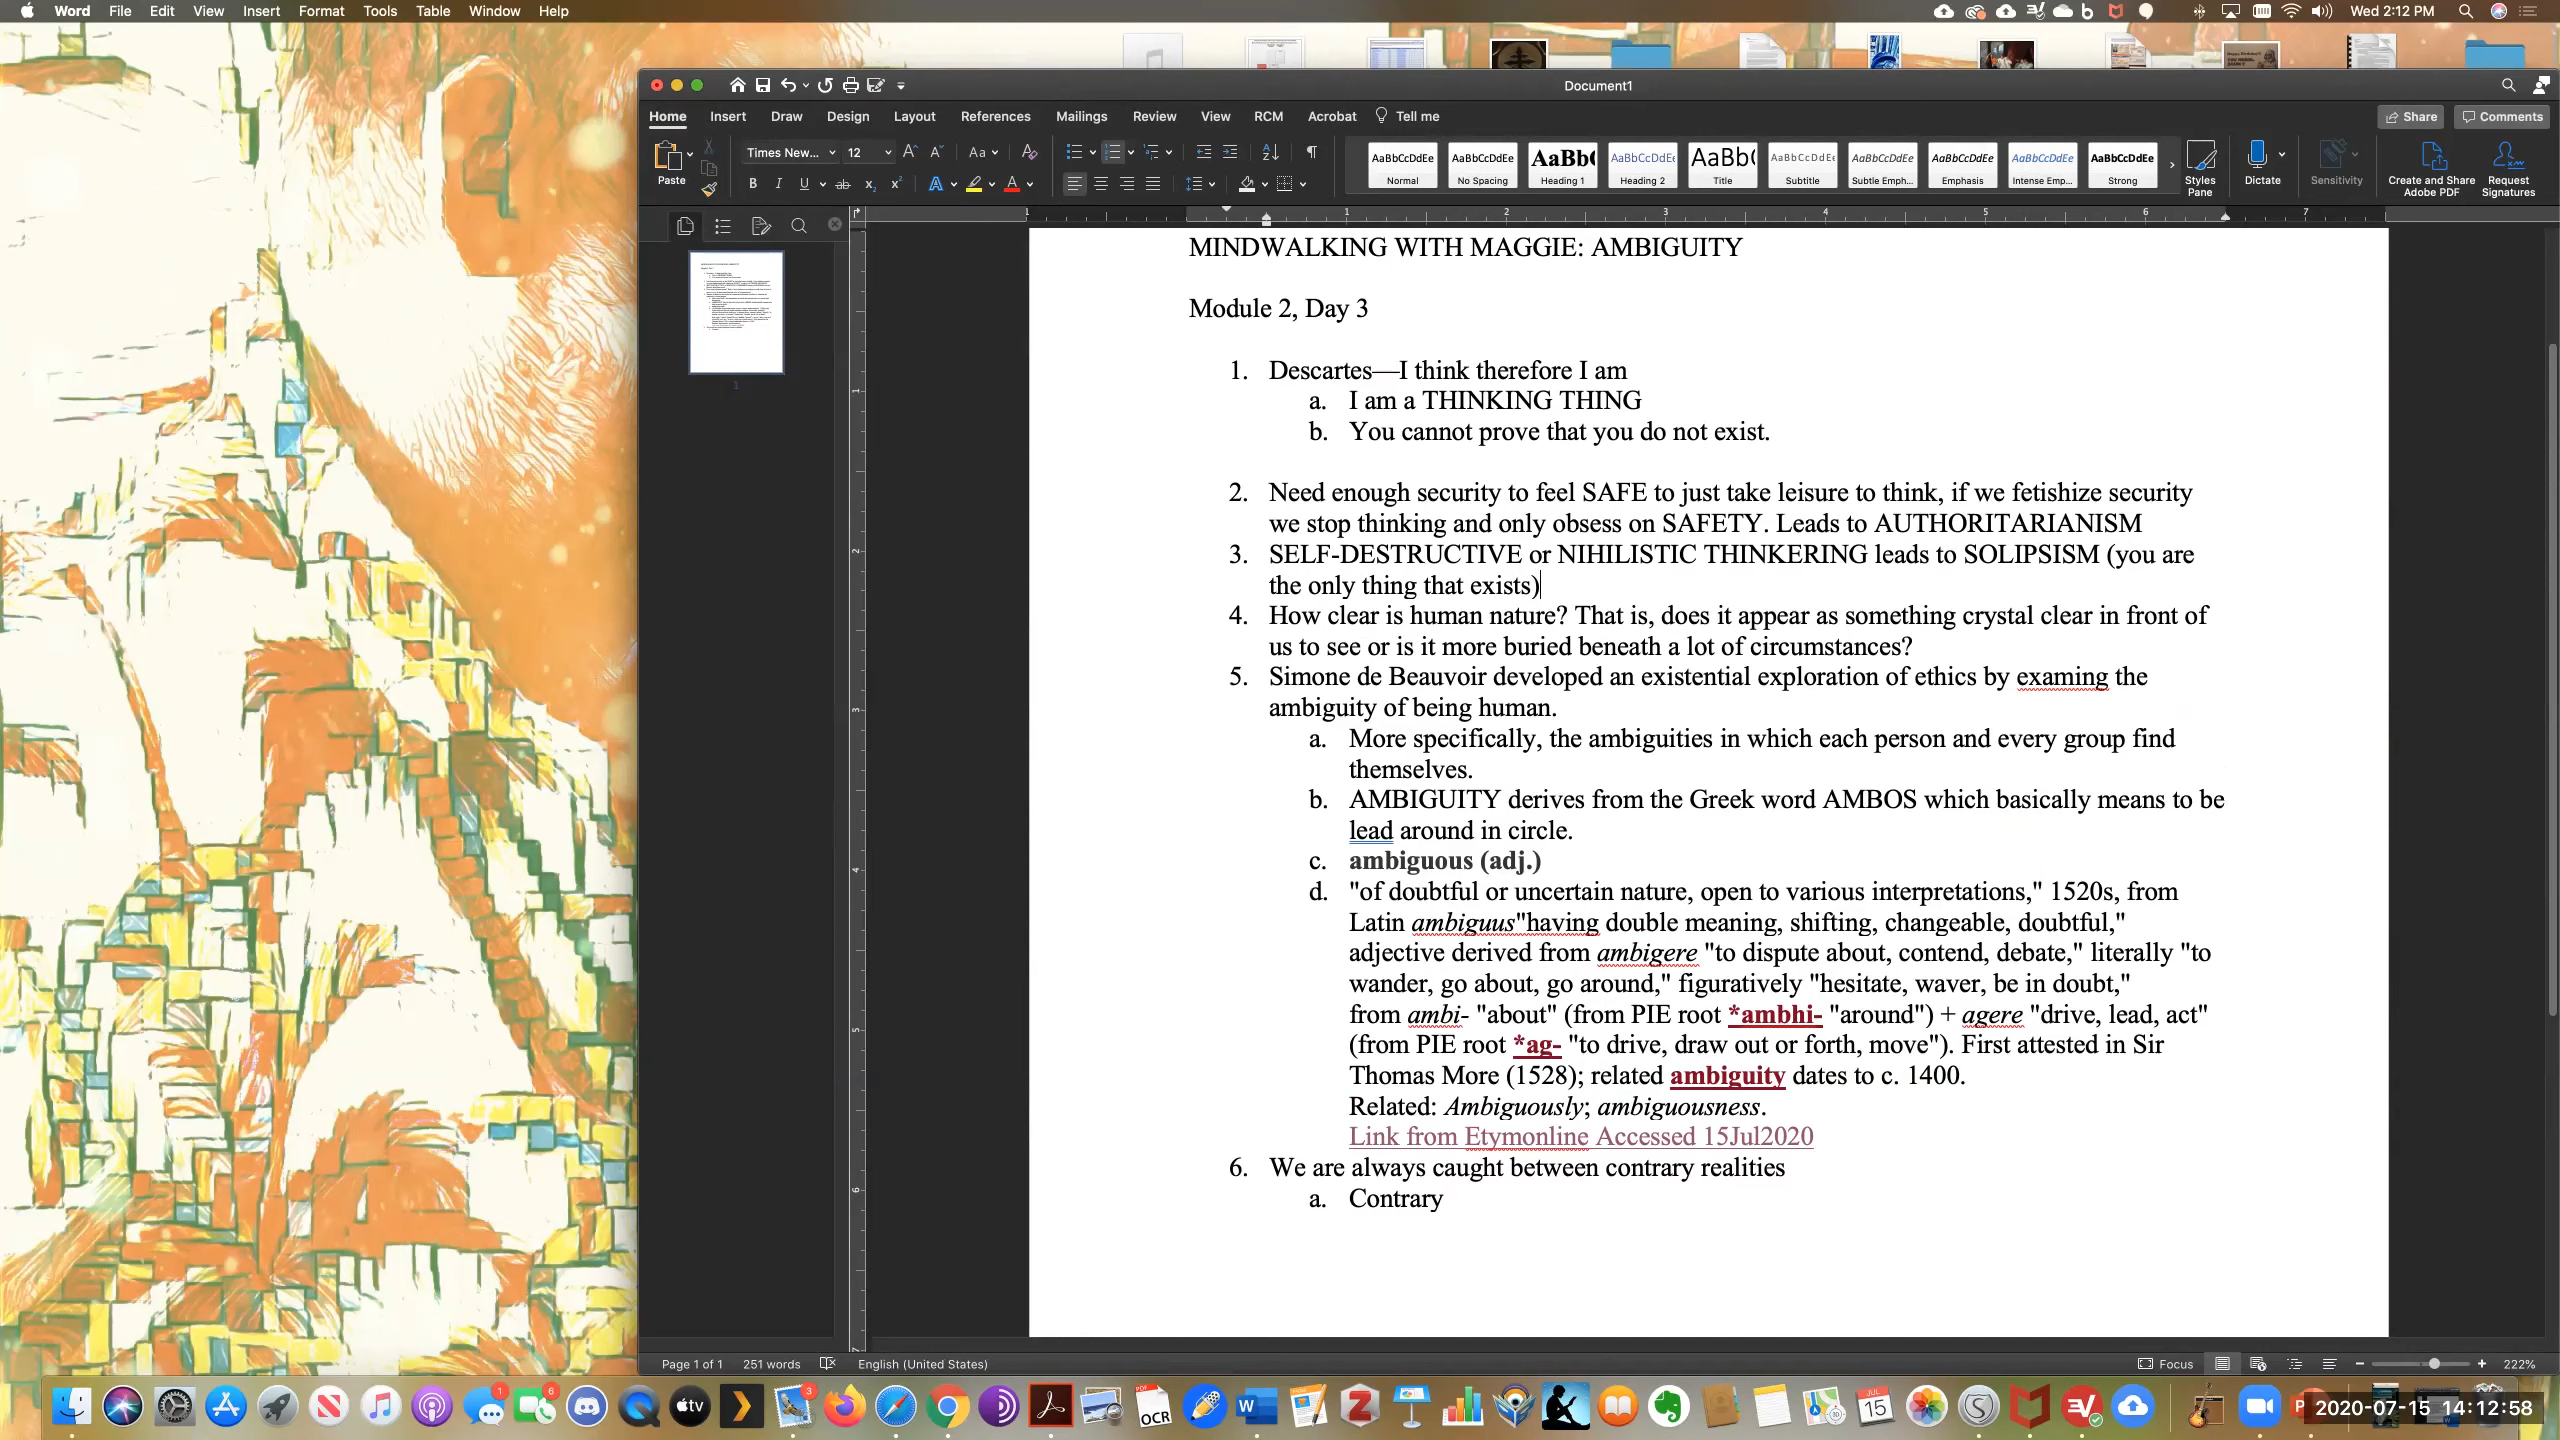 Word File Edit View Insert Format Tools Table Window Help
Wed 2:12 PM
Document1
Home Insert Draw Design Layout References Mailings Review View RCM Acrobat Tell me
Share Comments
Paste
Times New... 12
AaBbCcDdEe AaBbCcDdEe AaBb( AaBbCcDdE AaBb( AaBbCcDdE AaBbCcDdEe AaBbCcDdEe AaBbCcDdEe AaBbCcDdEe
Normal No Spacing Heading 1 Heading 2 Title Subtitle Subtle Emph... Emphasis Intense Emp... Strong
Styles Pane
Dictate
Sensitivity
Create and Share Adobe PDF
Request Signatures
MINDWALKING WITH MAGGIE: AMBIGUITY
Module 2, Day 3
1. Descartes—I think therefore I am
a. I am a THINKING THING
b. You cannot prove that you do not exist.
2. Need enough security to feel SAFE to just take leisure to think, if we fetishize security
we stop thinking and only obsess on SAFETY. Leads to AUTHORITARIANISM
3. SELF-DESTRUCTIVE or NIHILISTIC THINKERING leads to SOLIPSISM (you are
the only thing that exists)
4. How clear is human nature? That is, does it appear as something crystal clear in front of
us to see or is it more buried beneath a lot of circumstances?
5. Simone de Beauvoir developed an existential exploration of ethics by examing the
ambiguity of being human.
a. More specifically, the ambiguities in which each person and every group find
themselves.
b. AMBIGUITY derives from the Greek word AMBOS which basically means to be
lead around in circle.
c. ambiguous (adj.)
d. "of doubtful or uncertain nature, open to various interpretations," 1520s, from
Latin ambiguus"having double meaning, shifting, changeable, doubtful,"
adjective derived from ambigere "to dispute about, contend, debate," literally "to
wander, go about, go around," figuratively "hesitate, waver, be in doubt,"
from ambi- "about" (from PIE root *ambhi- "around") + agere "drive, lead, act"
(from PIE root *ag- "to drive, draw out or forth, move"). First attested in Sir
Thomas More (1528); related ambiguity dates to c. 1400.
Related: Ambiguously; ambiguousness.
Link from Etymonline Accessed 15Jul2020
6. We are always caught between contrary realities
a. Contrary
Page 1 of 1 251 words English (United States)
Focus 222%
tv
OCR
JUL 15
2020-07-15 14:12:58